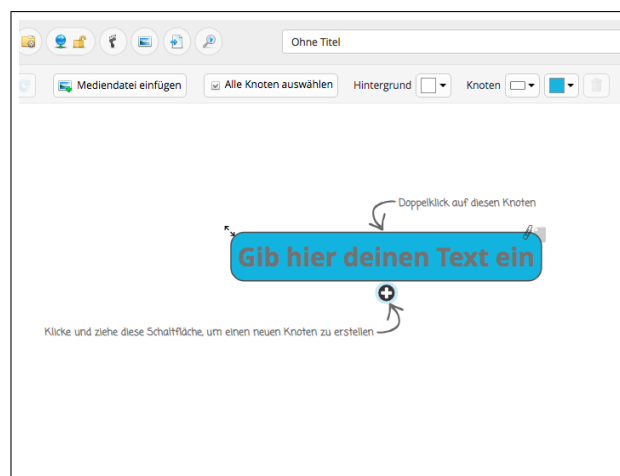 Ohne Titel
Mediendatei einfügen Alle Knoten auswählen Hintergrund Knoten
Doppelklick auf diesen Knoten
Gib hier deinen Text ein
Klicke und ziehe diese Schaltfläche, um einen neuen Knoten zu erstellen